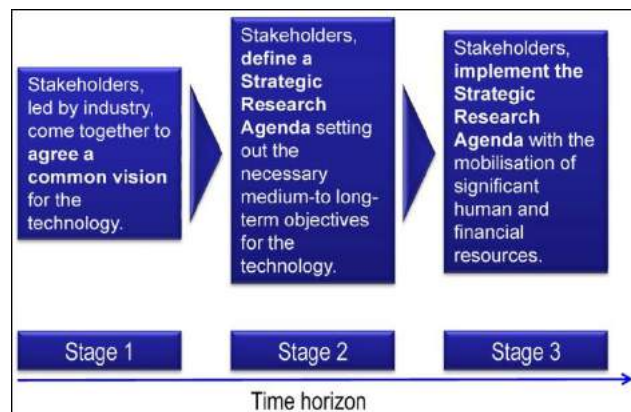 Stakeholders,
led by industry,
come together to
agree a
common vision
for the
technology.
Stakeholders,
define a
Strategic
Research
Agenda setting
out the
necessary
medium-to long-
term objectives
for the
technology.
Stakeholders,
implement the
Strategic
Research
Agenda with the
mobilisation of
significant
human and
financial
resources.
Stage 1
Stage 2
Stage 3
Time horizon